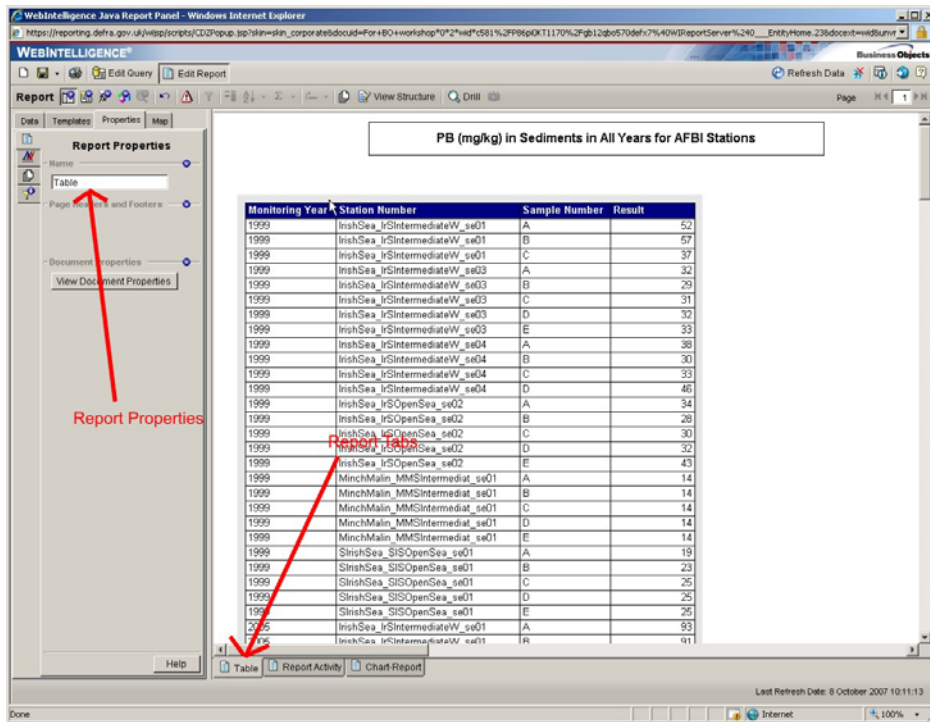 WebIntelligence Java Report Panel - Windows Internet Explorer
WEBINTELLIGENCE®
Business Objects
Edit Query
Edit Report
Refresh Data
Report
View Structure
Drill
Page
1
Data
Templates
Properties
Map
Report Properties
Name
Table
Page Headers and Footers
Document Properties
View Document Properties
Report Properties
PB (mg/kg) in Sediments in All Years for AFBI Stations
Monitoring Year Station Number Sample Number Result
1999 IrishSea_IrSIntermediateW_se01 A 52
1999 IrishSea_IrSIntermediateW_se01 B 57
1999 IrishSea_IrSIntermediateW_se01 C 37
1999 IrishSea_IrSIntermediateW_se03 A 32
1999 IrishSea_IrSIntermediateW_se03 B 29
1999 IrishSea_IrSIntermediateW_se03 C 31
1999 IrishSea_IrSIntermediateW_se03 D 32
1999 IrishSea_IrSIntermediateW_se03 E 33
1999 IrishSea_IrSIntermediateW_se04 A 38
1999 IrishSea_IrSIntermediateW_se04 B 30
1999 IrishSea_IrSIntermediateW_se04 C 33
1999 IrishSea_IrSIntermediateW_se04 D 46
1999 IrishSea_IrSOpenSea_se02 A 34
1999 IrishSea_IrSOpenSea_se02 B 28
1999 IrishSea_IrSOpenSea_se02 C 30
Report Tabs
1999 IrishSea_IrSOpenSea_se02 D 32
1999 IrishSea_IrSOpenSea_se02 E 43
1999 MinchMalin_MMSIntermediat_se01 A 14
1999 MinchMalin_MMSIntermediat_se01 B 14
1999 MinchMalin_MMSIntermediat_se01 C 14
1999 MinchMalin_MMSIntermediat_se01 D 14
1999 MinchMalin_MMSIntermediat_se01 E 14
1999 SIrishSea_SISOpenSea_se01 A 19
1999 SIrishSea_SISOpenSea_se01 B 23
1999 SIrishSea_SISOpenSea_se01 C 25
1999 SIrishSea_SISOpenSea_se01 D 25
1999 SIrishSea_SISOpenSea_se01 E 25
2005 IrishSea_IrSIntermediateW_se01 A 93
2005 IrishSea_IrSIntermediateW_se01 B 91
Help
Table
Report Activity
Chart-Report
Last Refresh Date: 8 October 2007 10:11:13
Done
Internet
100%